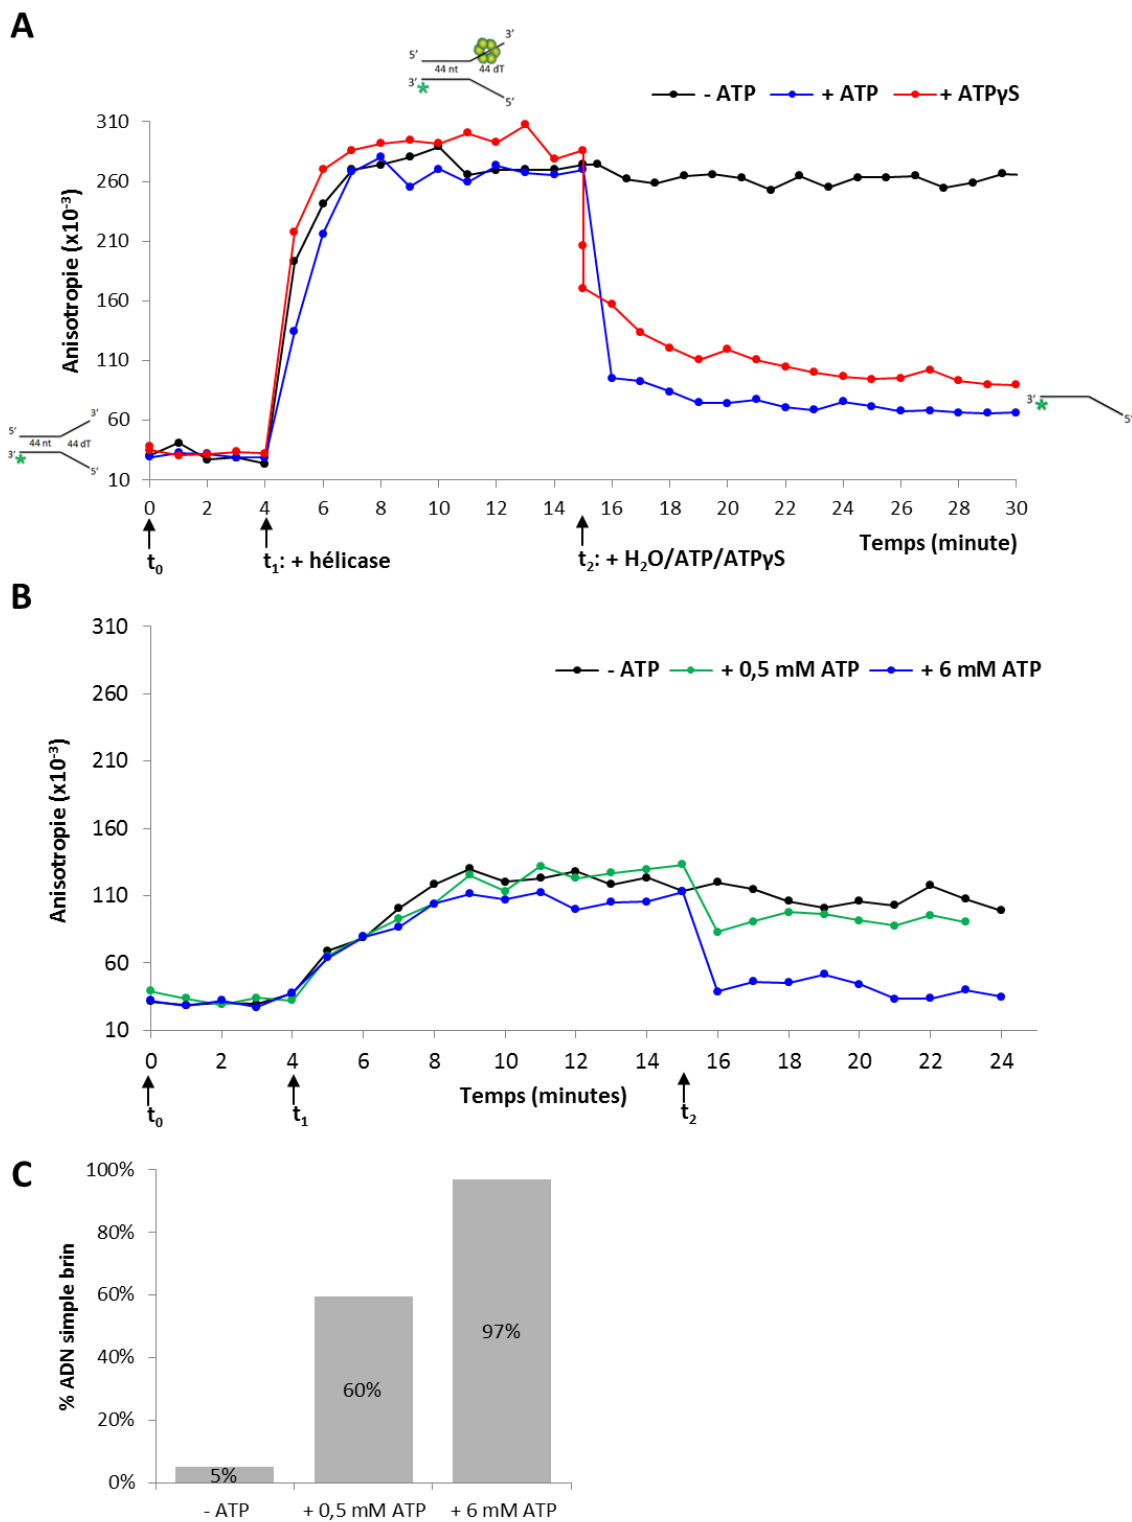 A
3'
5'
44 nt 44 dT
3'
*
5'
- ATP + ATP + ATPγS
310
260
210
160
110
60
10
Anisotropie (x10⁻³)
3'
5'
44 nt 44 dT
3'
*
5'
3'
*
5'
0 2 4 6 8 10 12 14 16 18 20 22 24 26 28 30
Temps (minute)
t₀
t₁: + hélicase
t₂: + H₂O/ATP/ATPγS
B
- ATP + 0,5 mM ATP + 6 mM ATP
310
260
210
160
110
60
10
Anisotropie (x10⁻³)
0 2 4 6 8 10 12 14 16 18 20 22 24
Temps (minutes)
t₀
t₁
t₂
C
100%
80%
60%
40%
20%
0%
% ADN simple brin
5%
60%
97%
- ATP + 0,5 mM ATP + 6 mM ATP